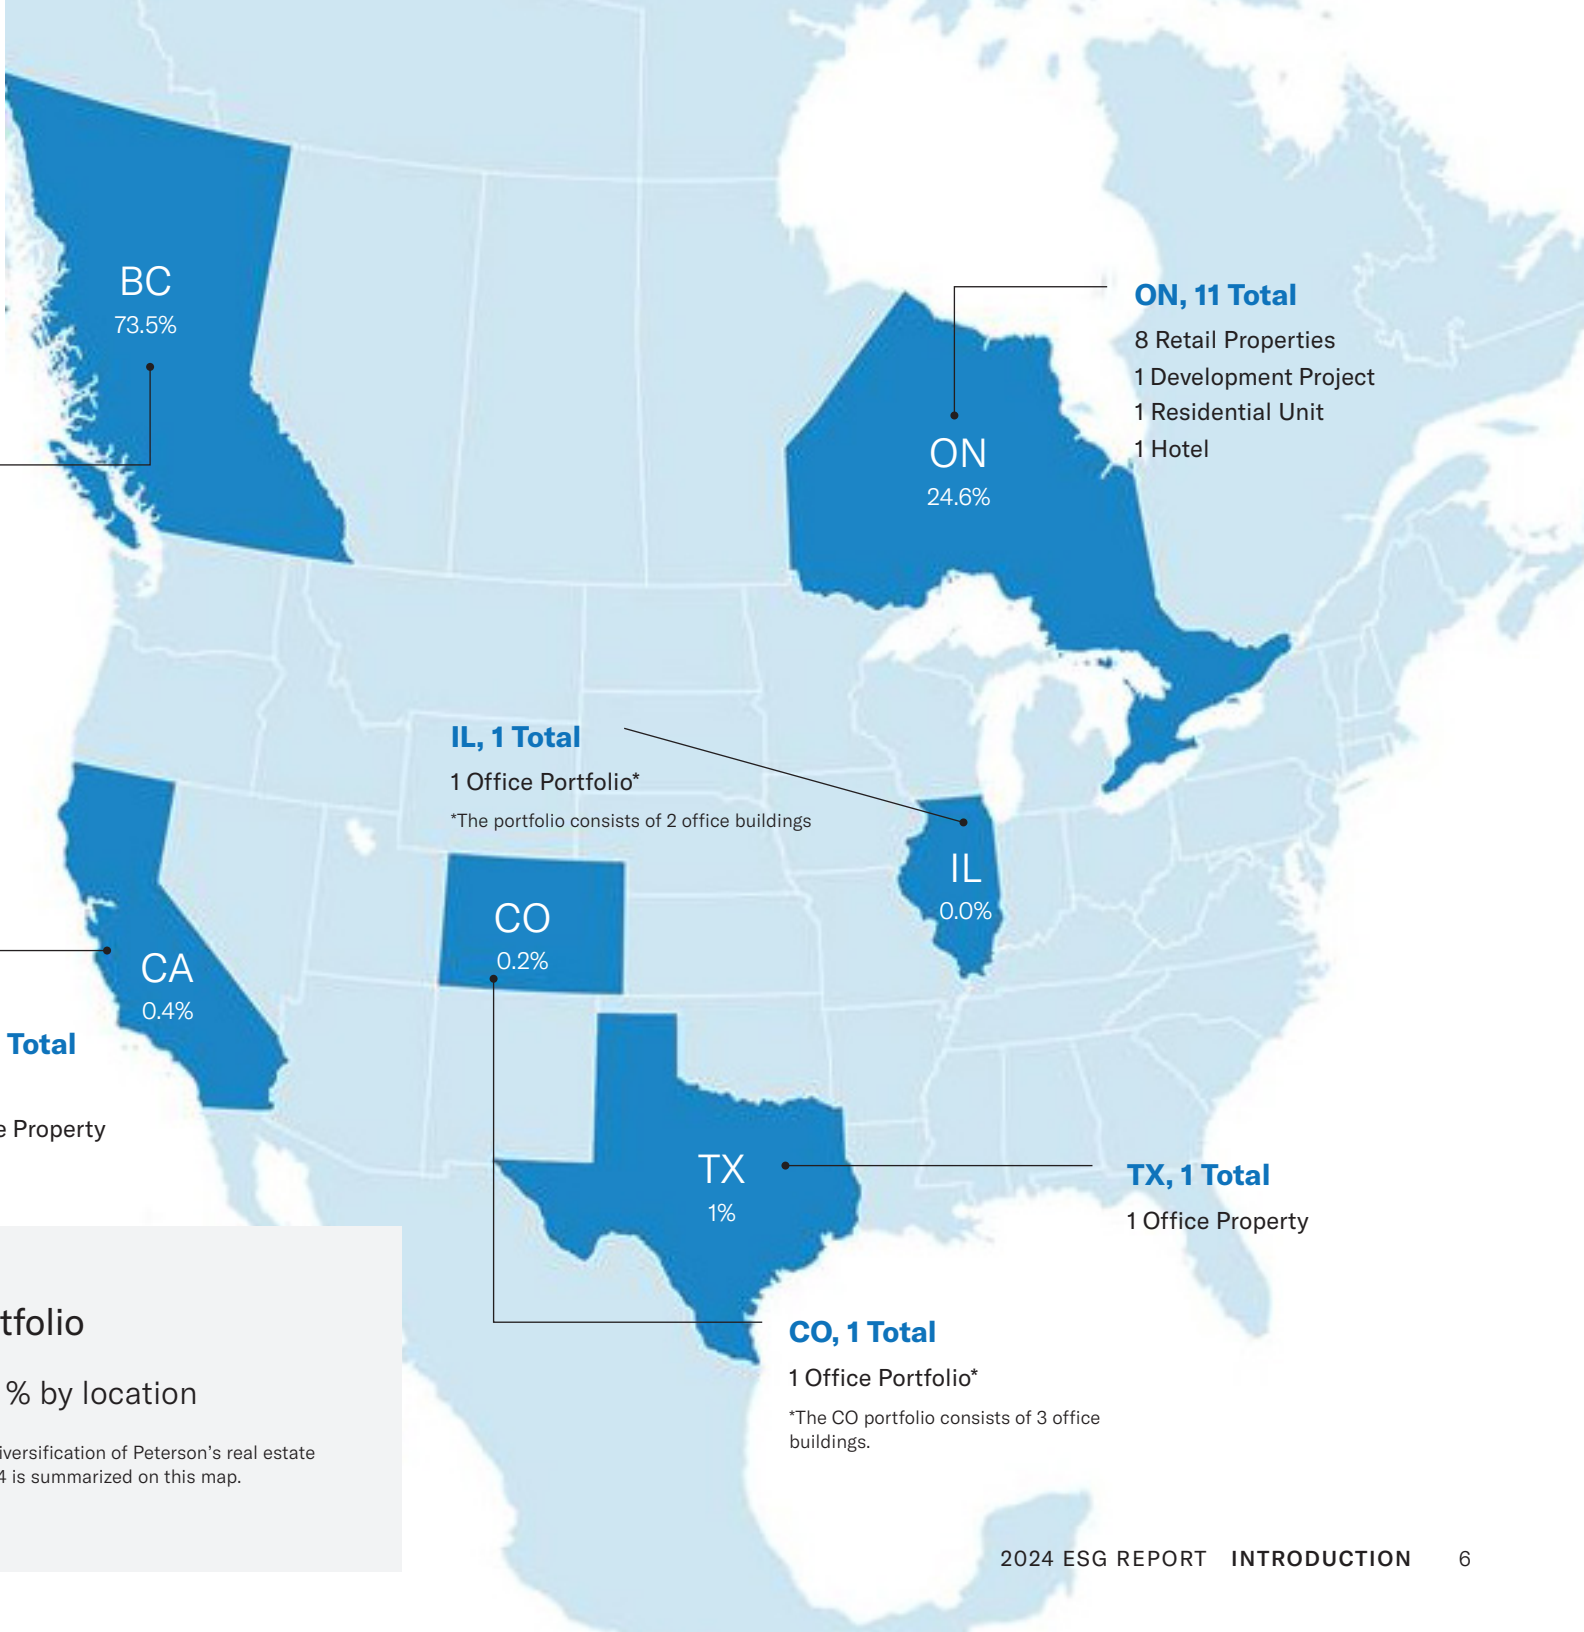 BC
73.5%
ON, 11 Total
8 Retail Properties
1 Development Project
1 Residential Unit
1 Hotel
ON
24.6%
IL, 1 Total
1 Office Portfolio*
*The portfolio consists of 2 office buildings
IL
0.0%
CO
0.2%
CA
0.4%
Total
e Property
TX
1%
TX, 1 Total
1 Office Property
CO, 1 Total
1 Office Portfolio*
*The CO portfolio consists of 3 office
buildings.
tfolio
% by location
iversification of Peterson's real estate
4 is summarized on this map.
2024 ESG REPORT INTRODUCTION 6